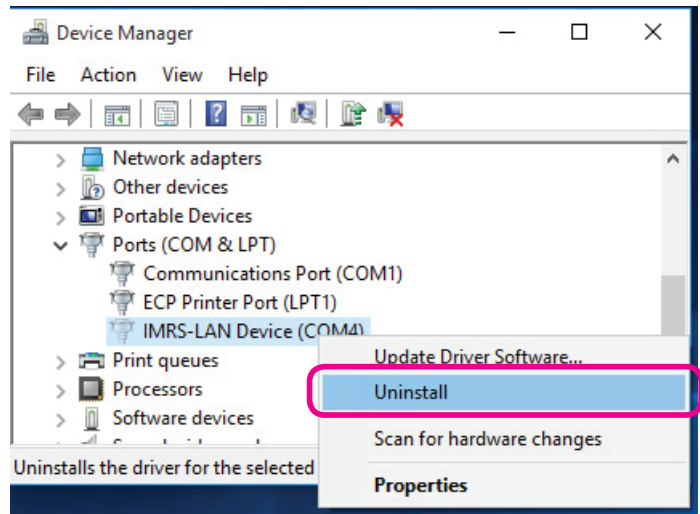 Device Manager
File Action View Help
Network adapters
Other devices
Portable Devices
Ports (COM & LPT)
Communications Port (COM1)
ECP Printer Port (LPT1)
IMRS-LAN Device (COM4)
Update Driver Software...
Print queues
Uninstall
Processors
Software devices
Scan for hardware changes
Uninstalls the driver for the selected
Properties